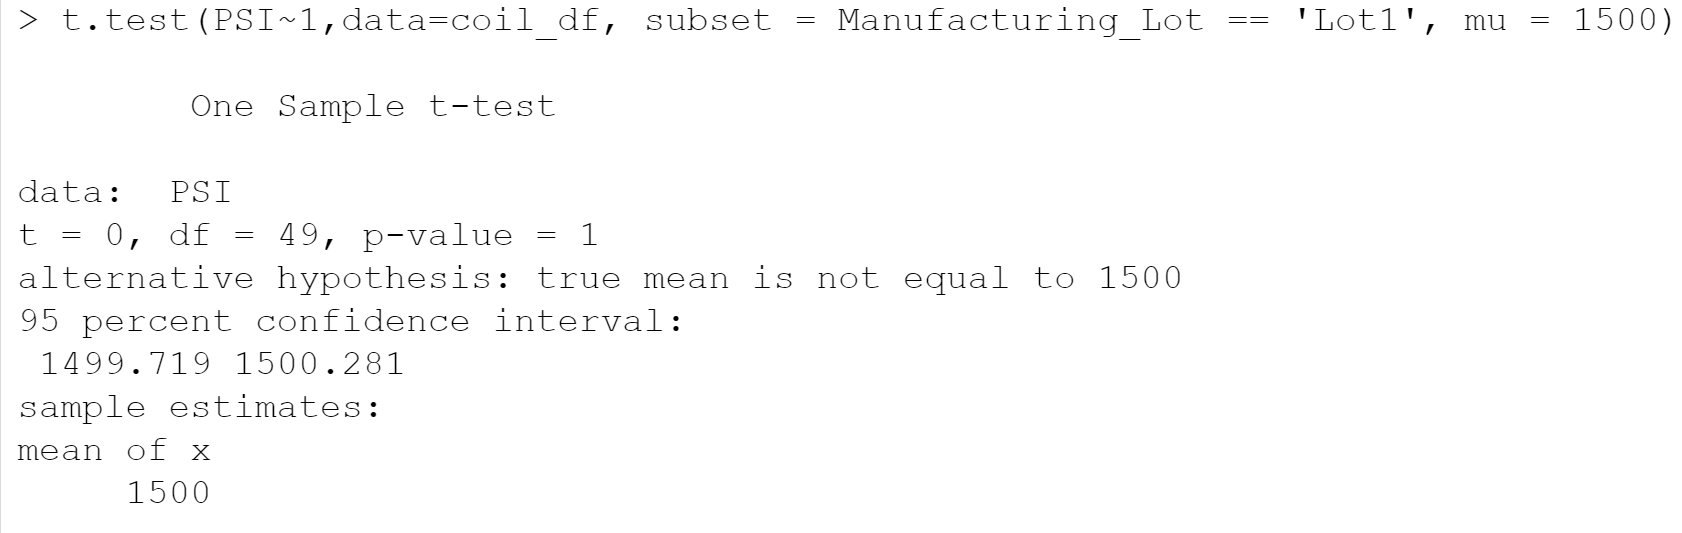 > t.test(PSI~1,data=coil_df, subset = Manufacturing_Lot == 'Lot1', mu = 1500)
One Sample t-test
data:  PSI
t = 0, df = 49, p-value = 1
alternative hypothesis: true mean is not equal to 1500
95 percent confidence interval:
 1499.719 1500.281
sample estimates:
mean of x
     1500